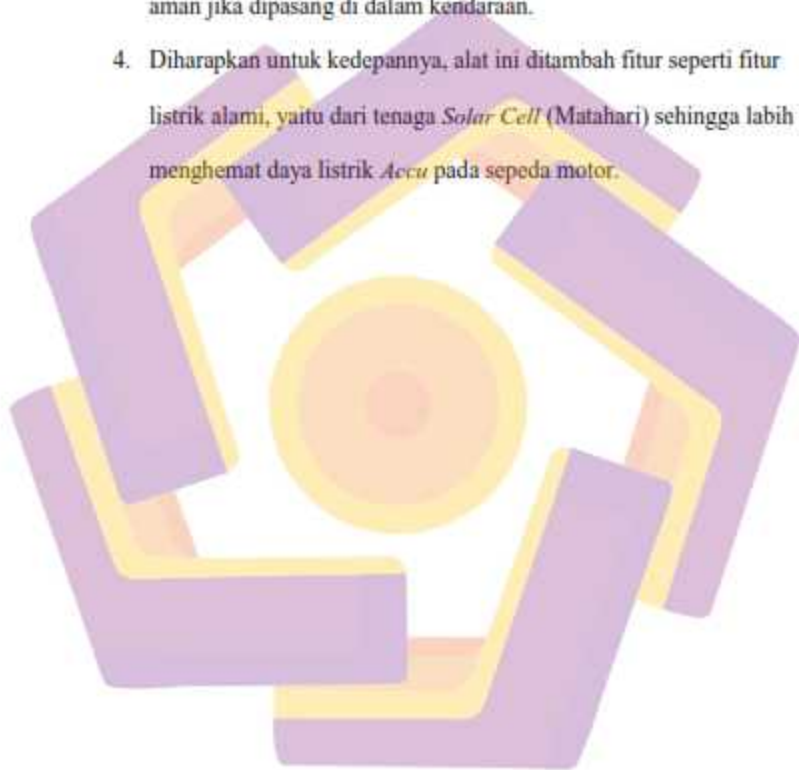 aman jika dipasang di dalam kendaraan.
4. Diharapkan untuk kedepannya, alat ini ditambah fitur seperti fitur
listrik alami, yaitu dari tenaga Solar Cell (Matahari) sehingga labih
menghemat daya listrik Accu pada sepeda motor.